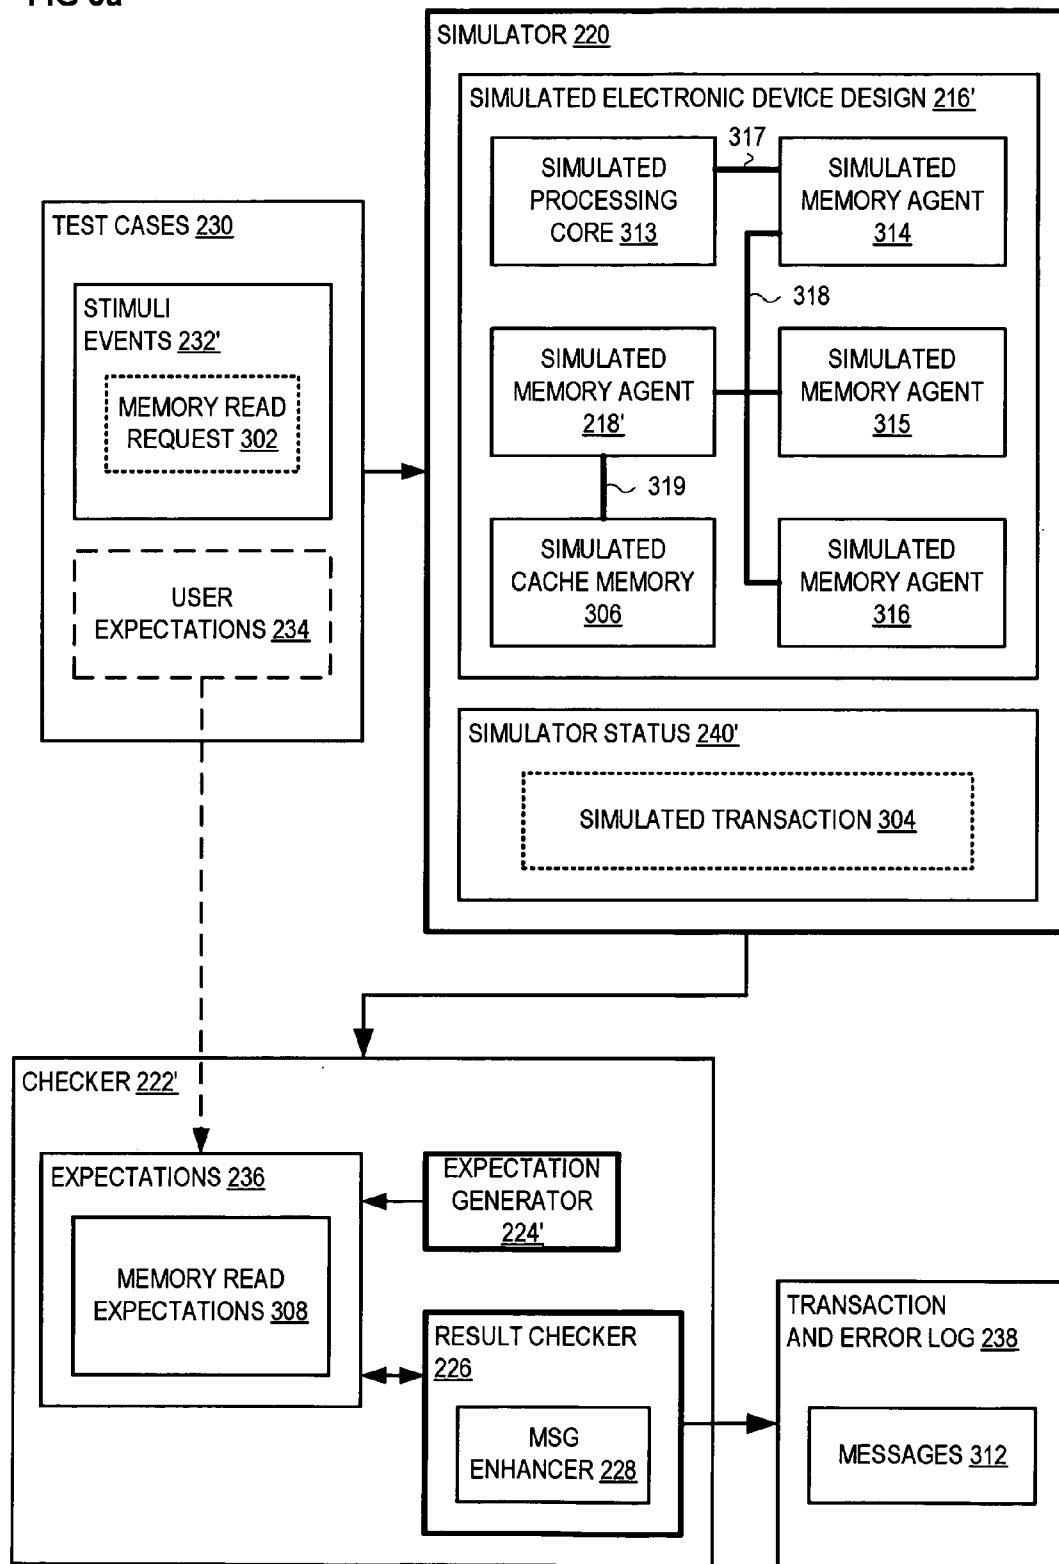 SIMULATOR 220
SIMULATED ELECTRONIC DEVICE DESIGN 216'
317
SIMULATED
PROCESSING
CORE 313
SIMULATED
MEMORY AGENT
314
318
TEST CASES 230
STIMULI
EVENTS 232'
MEMORY READ
REQUEST 302
SIMULATED
MEMORY AGENT
218'
SIMULATED
MEMORY AGENT
315
319
SIMULATED
CACHE MEMORY
306
SIMULATED
MEMORY AGENT
316
USER
EXPECTATIONS 234
SIMULATOR STATUS 240'
SIMULATED TRANSACTION 304
CHECKER 222'
EXPECTATIONS 236
MEMORY READ
EXPECTATIONS 308
EXPECTATION
GENERATOR
224'
RESULT CHECKER
226
MSG
ENHANCER 228
TRANSACTION
AND ERROR LOG 238
MESSAGES 312